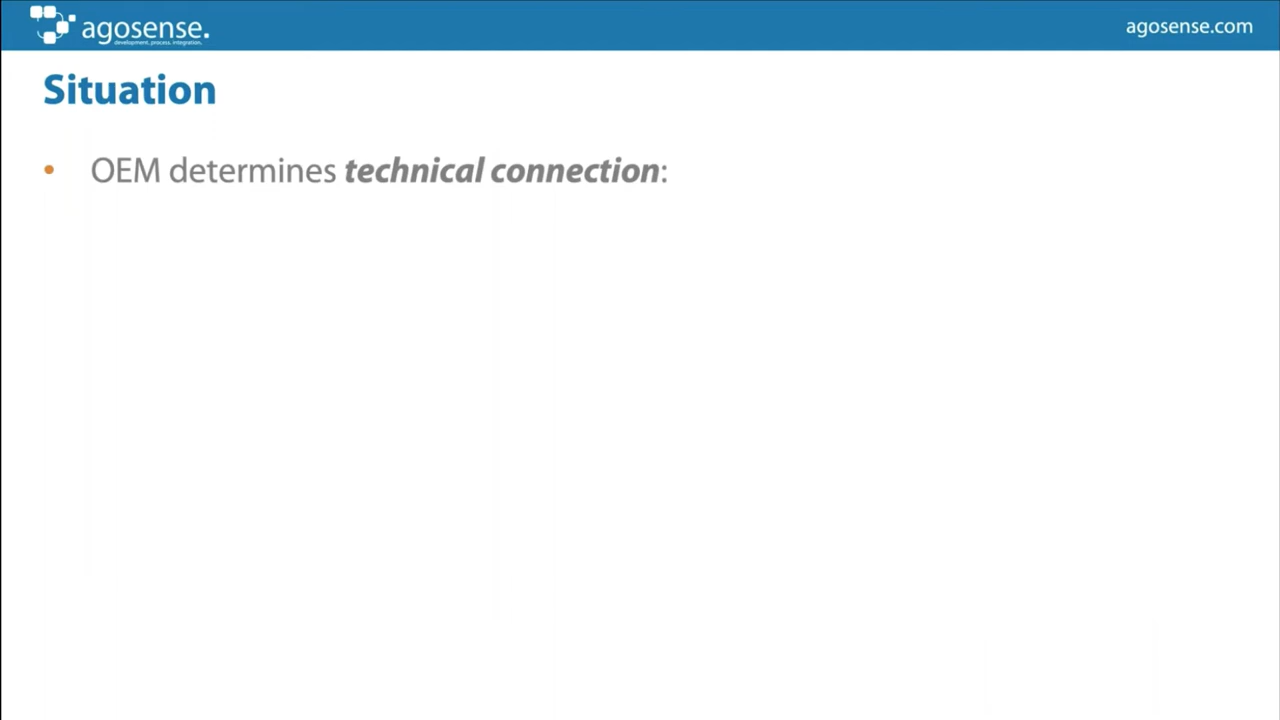 agosense.
development. process. integration.
agosense.com
Situation
• OEM determines technical connection: